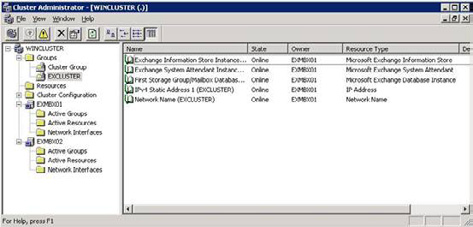 Cluster Administrator - [WINCLUSTER (.)]
File View Window Help
WINCLUSTER
Groups
Cluster Group
EXCLUSTER
Resources
Cluster Configuration
EXMBX01
Active Groups
Active Resources
Network Interfaces
EXMBX02
Active Groups
Active Resources
Network Interfaces
Name State Owner Resource Type De
Exchange Information Store Instance... Online EXMBX01 Microsoft Exchange Information Store
Exchange System Attendant Instanc... Online EXMBX01 Microsoft Exchange System Attendant
First Storage Group/Mailbox Databas... Online EXMBX01 Microsoft Exchange Database Instance
IPv4 Static Address 1 (EXCLUSTER) Online EXMBX01 IP Address
Network Name (EXCLUSTER) Online EXMBX01 Network Name
For Help, press F1